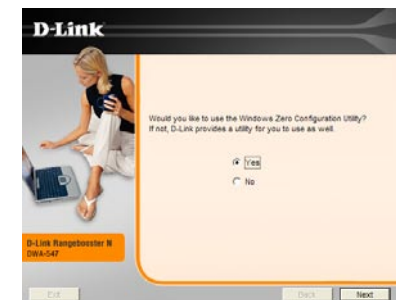 D-Link
Would you like to use the Windows Zero Configuration Utility?
If not, D-Link provides a utility for you to use as well.
Yes
No
D-Link Rangebooster N
DWA-547
Exit
Back
Next